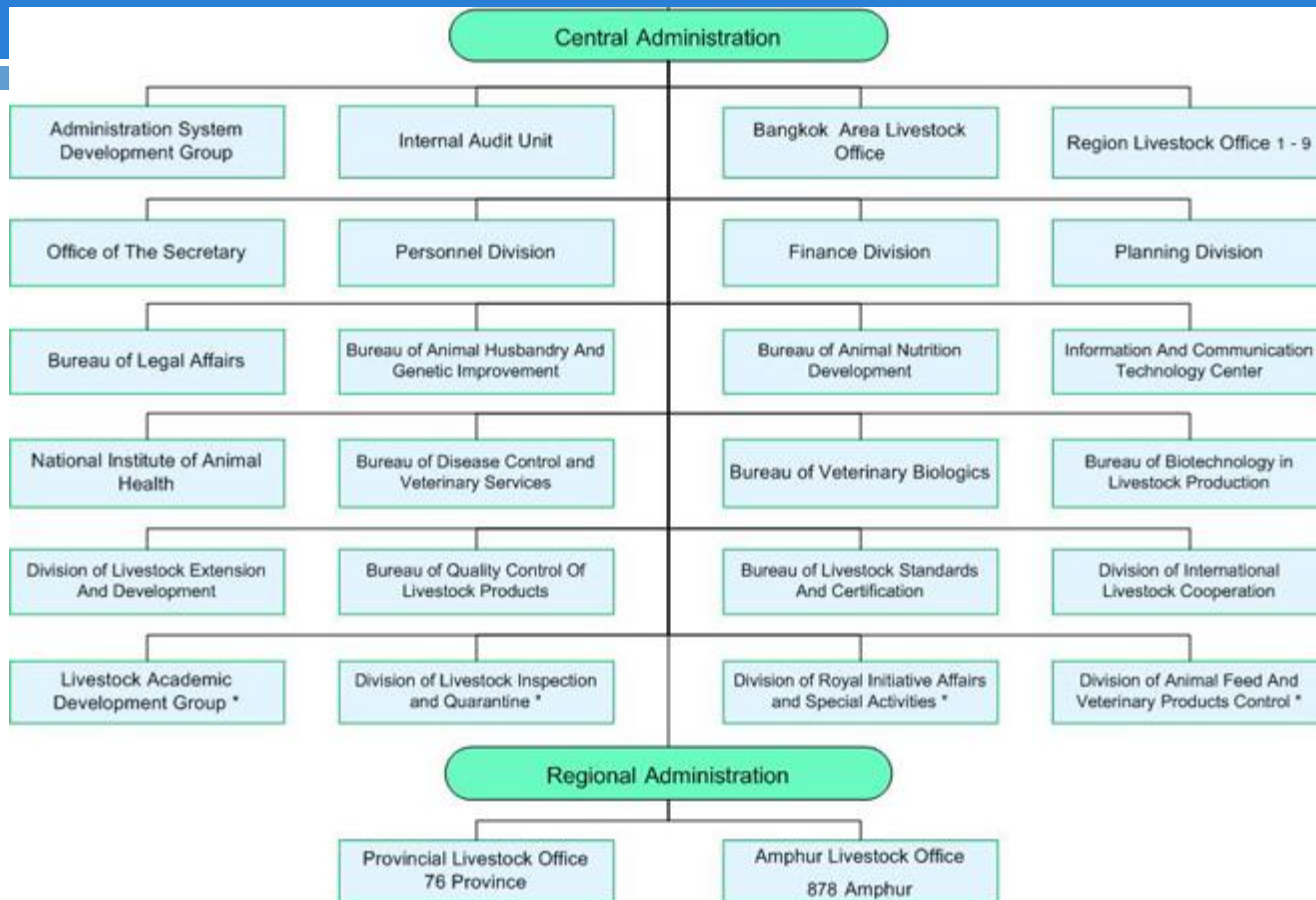 Central Administration
Administration System
Development Group
Internal Audit Unit
Bangkok Area Livestock
Office
Region Livestock Office 1 - 9
Office of The Secretary
Personnel Division
Finance Division
Planning Division
Bureau of Legal Affairs
Bureau of Animal Husbandry And
Genetic Improvement
Bureau of Animal Nutrition
Development
Information And Communication
Technology Center
National Institute of Animal
Health
Bureau of Disease Control and
Veterinary Services
Bureau of Veterinary Biologics
Bureau of Biotechnology in
Livestock Production
Division of Livestock Extension
And Development
Bureau of Quality Control Of
Livestock Products
Bureau of Livestock Standards
And Certification
Division of International
Livestock Cooperation
Livestock Academic
Development Group *
Division of Livestock Inspection
and Quarantine *
Division of Royal Initiative Affairs
and Special Activities *
Division of Animal Feed And
Veterinary Products Control *
Regional Administration
Provincial Livestock Office
76 Province
Amphur Livestock Office
878 Amphur